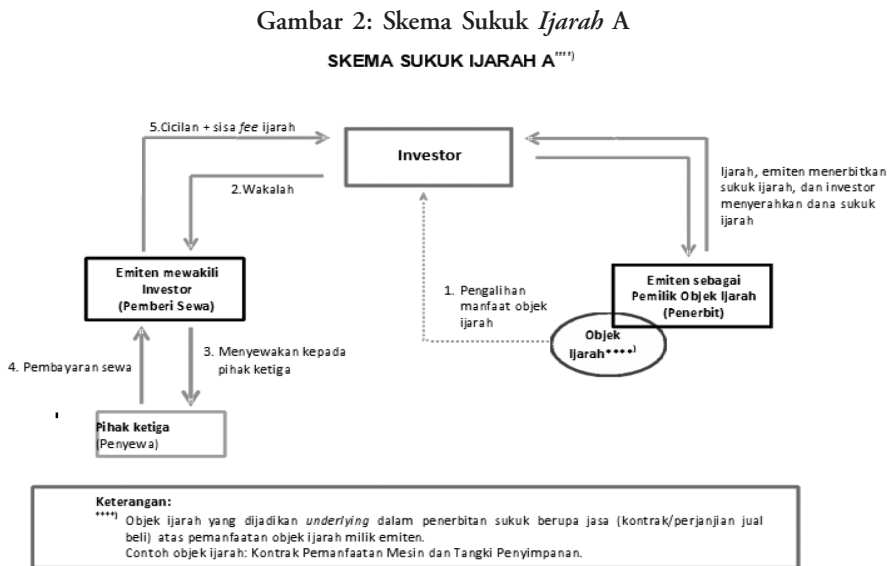 Gambar 2: Skema Sukuk Ijarah A
SKEMA SUKUK IJARAH A****)
5.Cicilan + sisa fee ijarah
Investor
2.Wakalah
Ijarah, emiten menerbitkan
sukuk ijarah, dan investor
menyerahkan dana sukuk
ijarah
Emiten mewakili
Investor
(Pemberi Sewa)
1. Pengalihan
manfaat objek
ijarah
Emiten sebagai
Pemilik Objek Ijarah
(Penerbit)
Objek
Ijarah****)
4. Pembayaran sewa
3. Menyewakan kepada
pihak ketiga
Pihak ketiga
(Penyewa)
Keterangan:
****) Objek ijarah yang dijadikan underlying dalam penerbitan sukuk berupa jasa (kontrak/perjanjian jual
beli) atas pemanfaatan objek ijarah milik emiten.
Contoh objek ijarah: Kontrak Pemanfaatan Mesin dan Tangki Penyimpanan.